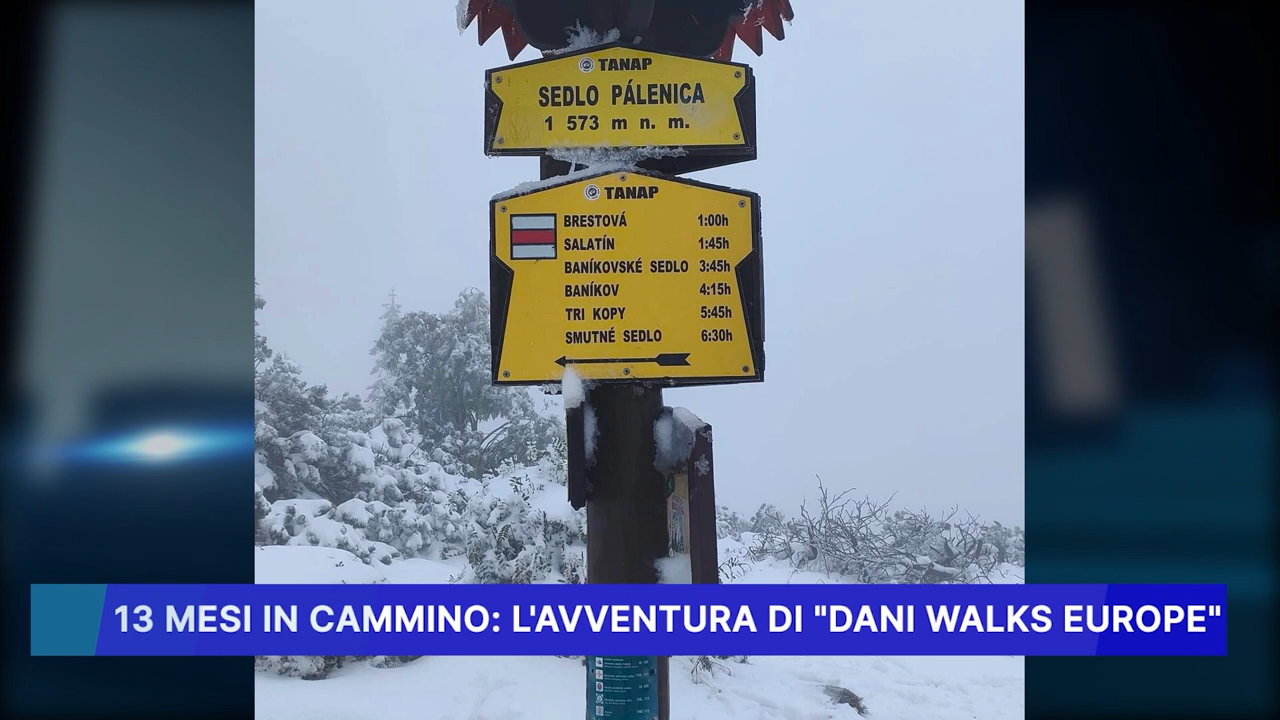 TANAP
SEDLO PÁLENICA
1 573 m n. m.
TANAP
BRESTOVÁ 1:00h
SALATÍN 1:45h
BANÍKOVSKÉ SEDLO 3:45h
BANÍKOV 4:15h
TRI KOPY 5:45h
SMUTNÉ SEDLO 6:30h
13 MESI IN CAMMINO: L'AVVENTURA DI "DANI WALKS EUROPE"